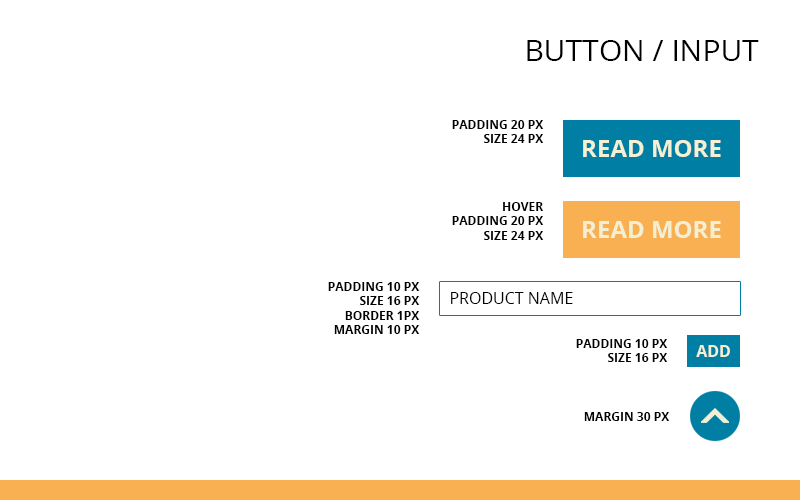 BUTTON / INPUT
PADDING 20 PX
SIZE 24 PX
READ MORE
HOVER
PADDING 20 PX
SIZE 24 PX
READ MORE
PADDING 10 PX
SIZE 16 PX
BORDER 1PX
MARGIN 10 PX
PRODUCT NAME
PADDING 10 PX
SIZE 16 PX
ADD
MARGIN 30 PX